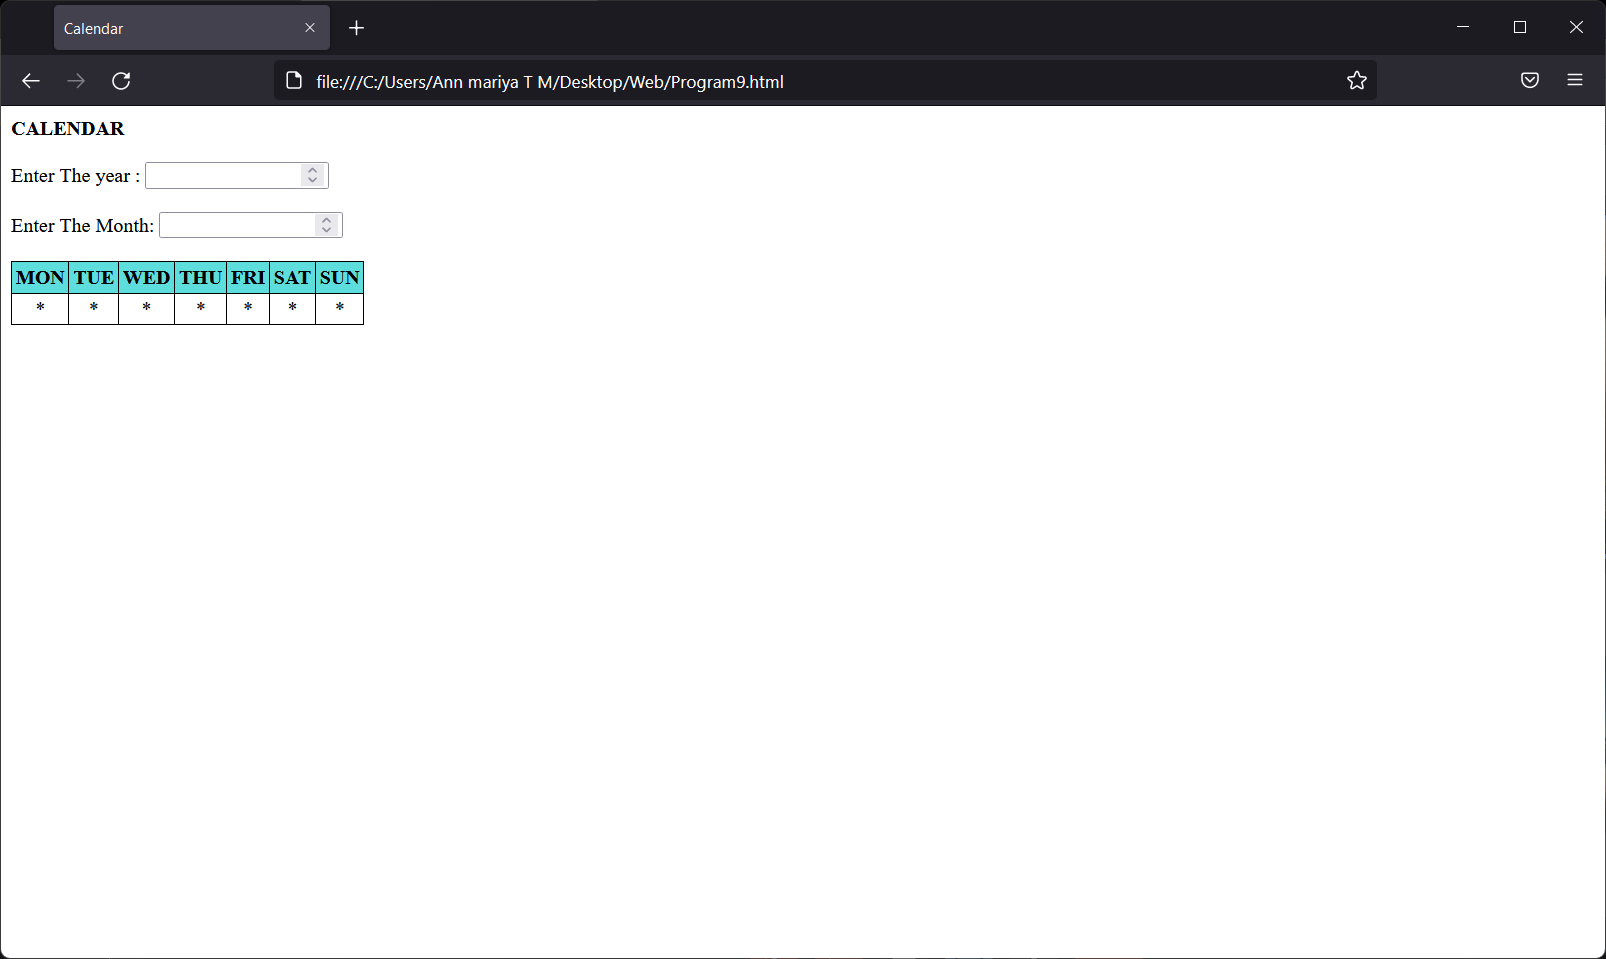 Calendar
file:///C:/Users/Ann mariya T M/Desktop/Web/Program9.html
CALENDAR
Enter The year :
Enter The Month:
MON TUE WED THU FRI SAT SUN
* * * * * * *